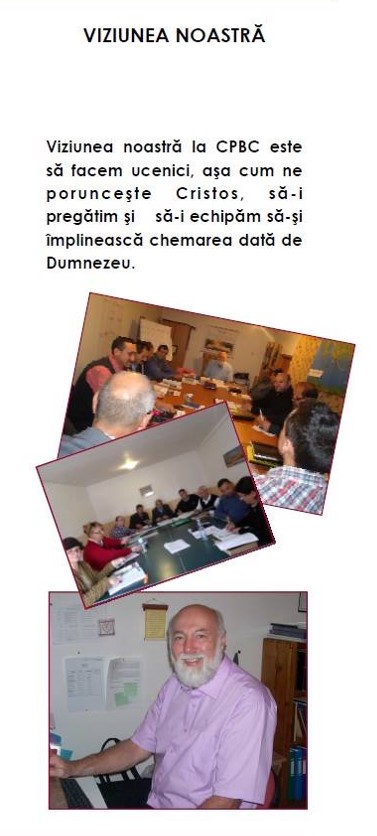 VIZIUNEA NOASTRĂ
Viziunea noastră la CPBC este
să facem ucenici, aşa cum ne
porunceşte Cristos, să-i
pregătim şi să-i echipăm să-şi
împlinească chemarea dată de
Dumnezeu.